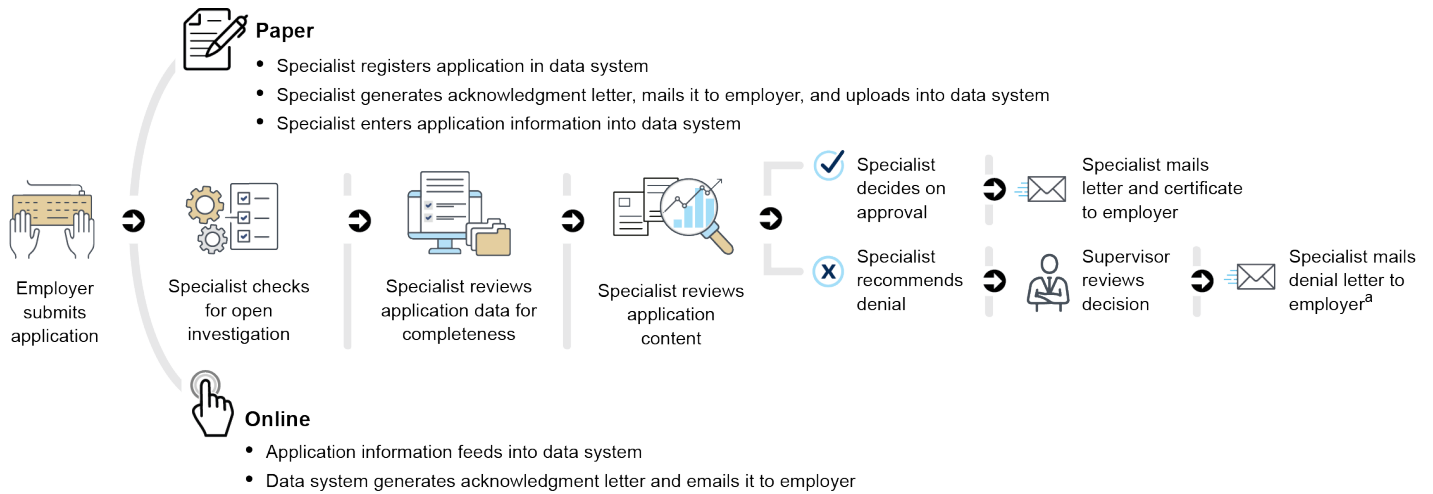 Paper
• Specialist registers application in data system
• Specialist generates acknowledgment letter, mails it to employer, and uploads into data system
• Specialist enters application information into data system
Employer
submits
application
Specialist checks
for open
investigation
Specialist reviews
application data for
completeness
Specialist reviews
application
content
Specialist
decides on
approval
Specialist mails
letter and certificate
to employer
Specialist
recommends
denial
Supervisor
reviews
decision
Specialist mails
denial letter to
employerᵃ
Online
• Application information feeds into data system
• Data system generates acknowledgment letter and emails it to employer